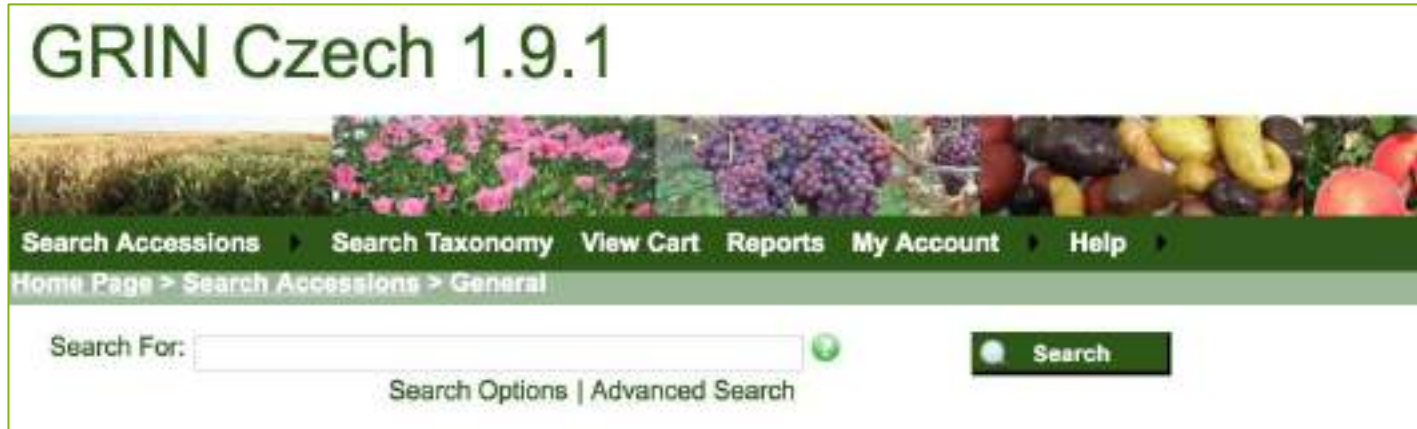 GRIN Czech 1.9.1
Search Accessions Search Taxonomy View Cart Reports My Account Help
Home Page > Search Accessions > General
Search For: Search
Search Options | Advanced Search